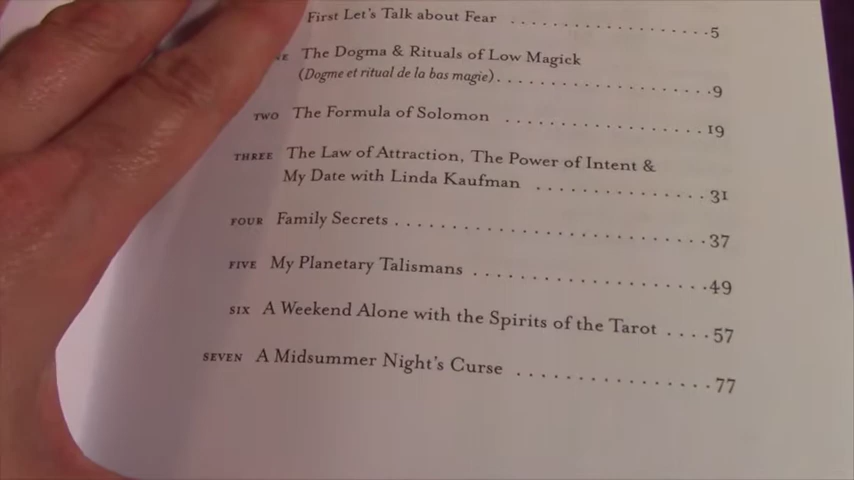 First Let's Talk about Fear ..........................5
The Dogma & Rituals of Low Magick
(Dogme et ritual de la bas magie)..........................9
TWO The Formula of Solomon ..........................19
THREE The Law of Attraction, The Power of Intent &
My Date with Linda Kaufman ....................31
FOUR Family Secrets ..................................37
FIVE My Planetary Talismans ..........................49
SIX A Weekend Alone with the Spirits of the Tarot ....57
SEVEN A Midsummer Night's Curse ......................77